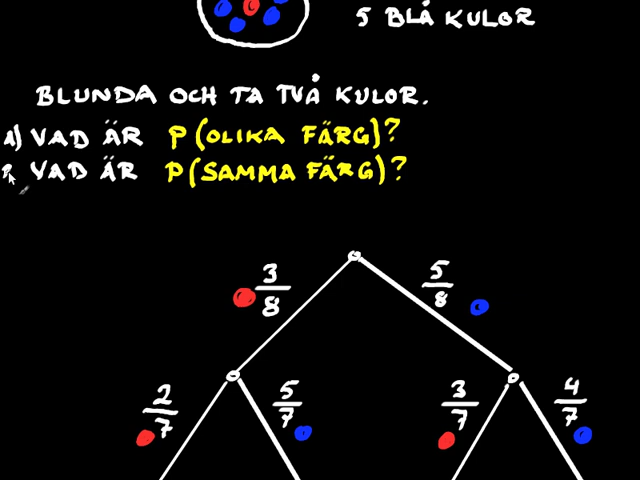 5 BLÅ KULOR
BLUNDA OCH TA TVÅ KULOR.
A) VAD ÄR P(OLIKA FÄRG)?
VAD ÄR P(SAMMA FÄRG)?
3/8 5/8
2/7 5/7 3/7 4/7